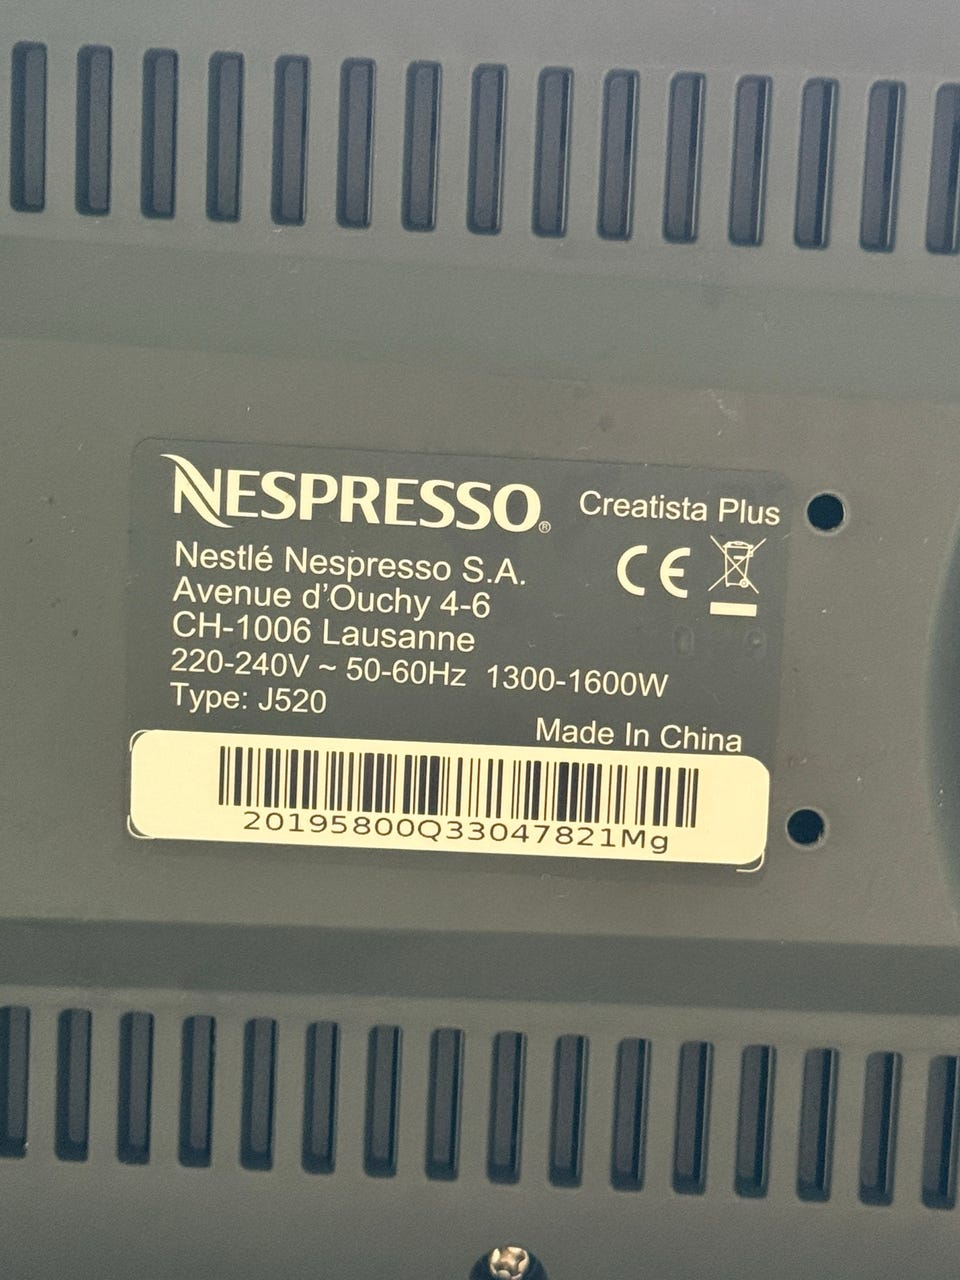 NESPRESSO® Creatista Plus
Nestlé Nespresso S.A.
CE
Avenue d'Ouchy 4-6
CH-1006 Lausanne
220-240V ~ 50-60Hz 1300-1600W
Type: J520
Made In China
20195800Q33047821Mg